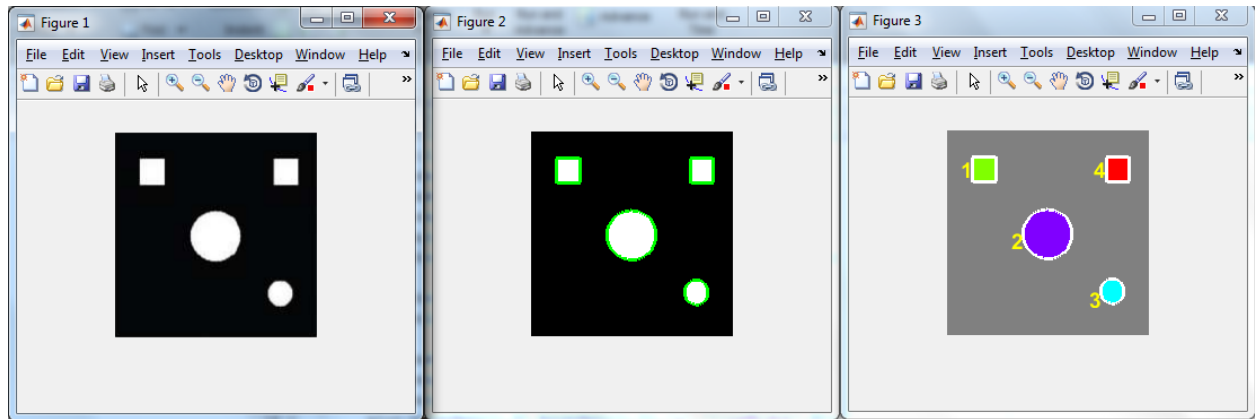 Figure 1
File Edit View Insert Tools Desktop Window Help
Figure 2
File Edit View Insert Tools Desktop Window Help
Figure 3
File Edit View Insert Tools Desktop Window Help
1
4
2
3